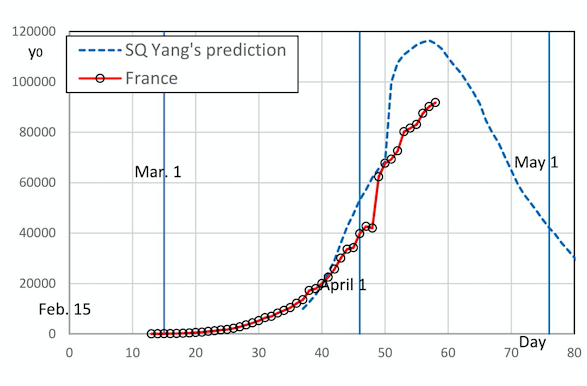 120000
y0
SQ Yang's prediction
France
100000
80000
Mar. 1
May 1
60000
40000
20000
April 1
Feb. 15
0
Day
0 10 20 30 40 50 60 70 80